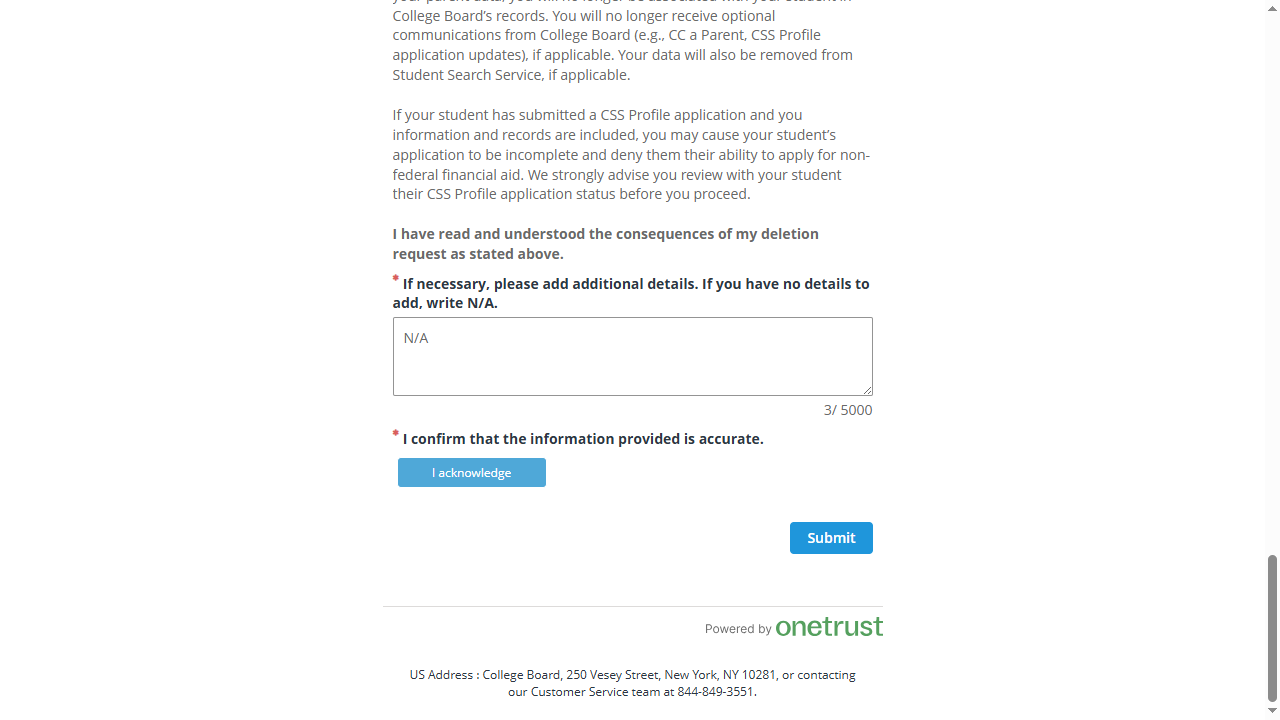 College Board's records. You will no longer receive optional
communications from College Board (e.g., CC a Parent, CSS Profile
application updates), if applicable. Your data will also be removed from
Student Search Service, if applicable.
If your student has submitted a CSS Profile application and you
information and records are included, you may cause your student's
application to be incomplete and deny them their ability to apply for non-
federal financial aid. We strongly advise you review with your student
their CSS Profile application status before you proceed.
I have read and understood the consequences of my deletion
request as stated above.
* If necessary, please add additional details. If you have no details to
add, write N/A.
N/A
3/ 5000
* I confirm that the information provided is accurate.
I acknowledge
Submit
Powered by onetrust
US Address : College Board, 250 Vesey Street, New York, NY 10281, or contacting
our Customer Service team at 844-849-3551.